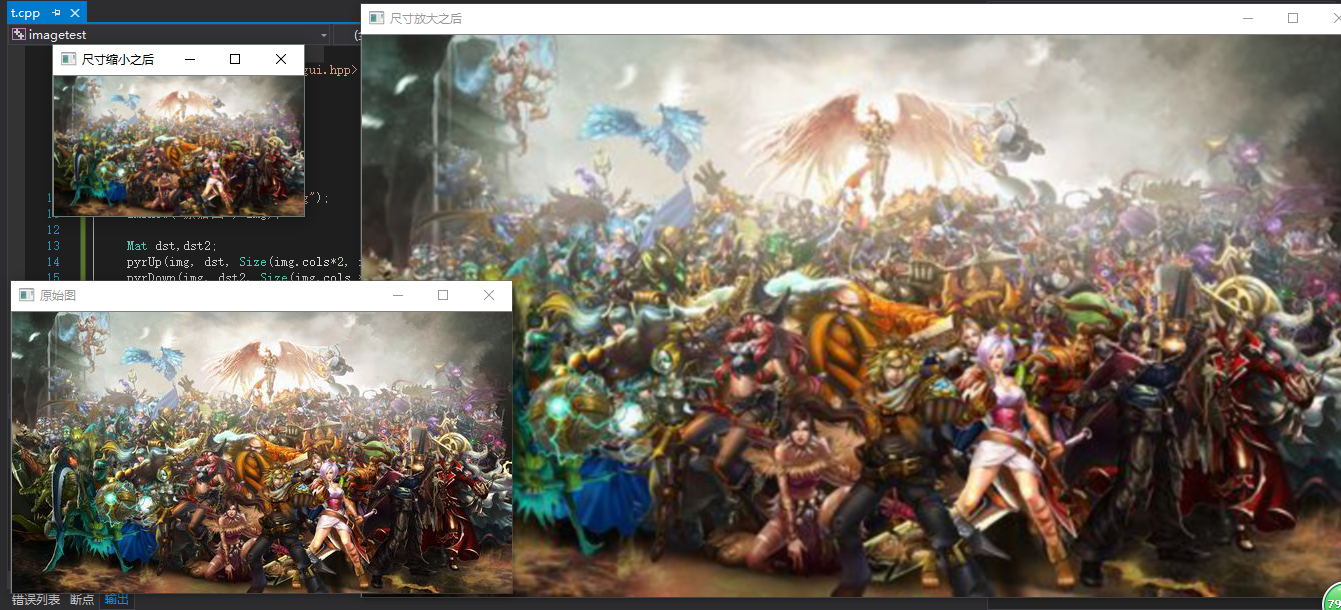 t.cpp
imagetest
尺寸缩小之后
尺寸放大之后
gui.hpp>
");
12
13 Mat dst,dst2;
14 pyrUp(img, dst, Size(img.cols*2,
15 pyrDown(img, dst2, Size(img.cols
原始图
错误列表 断点 输出